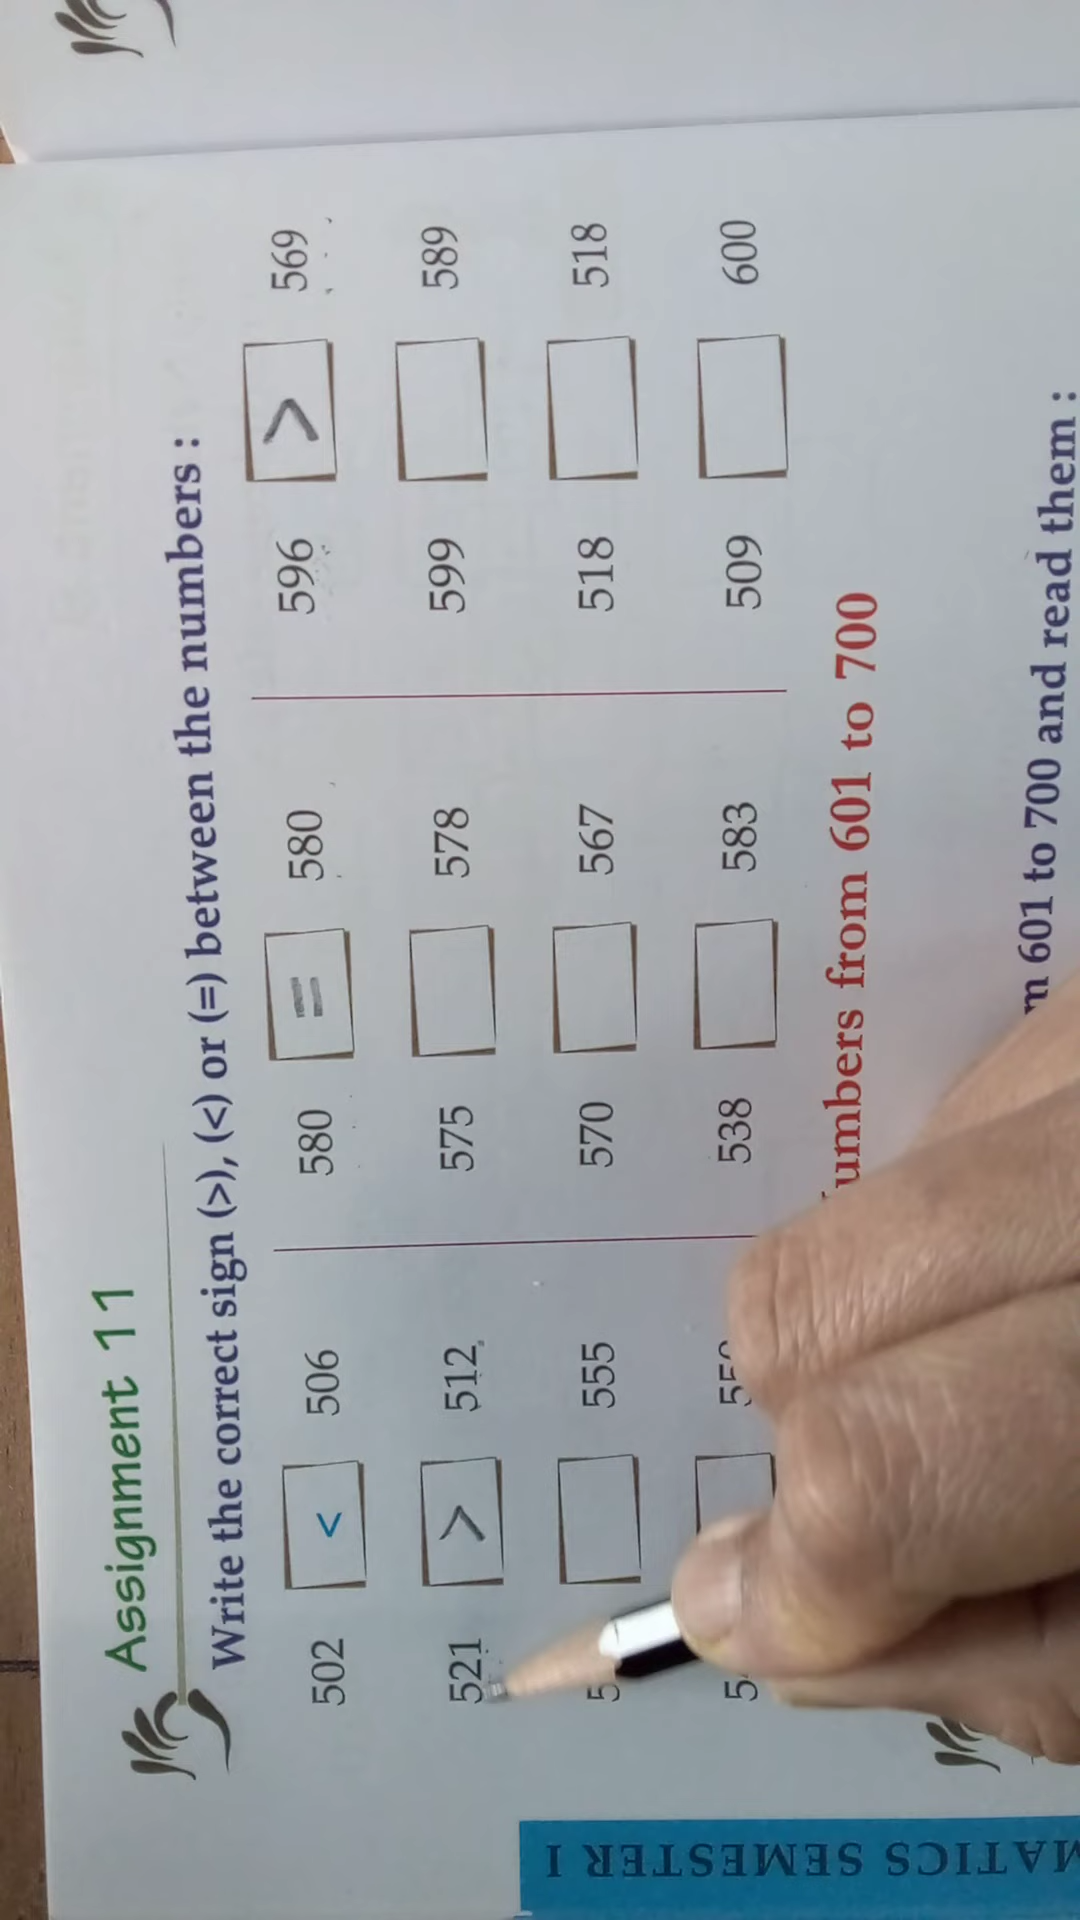 Assignment 11
Write the correct sign (>), (<) or (=) between the numbers :
502 < 506 580 = 580 596 > 569
521 > 512 575 578 599 589
555 570 567 518 518
538 583 509 600
umbers from 601 to 700
m 601 to 700 and read them :
MATICS SEMESTER I